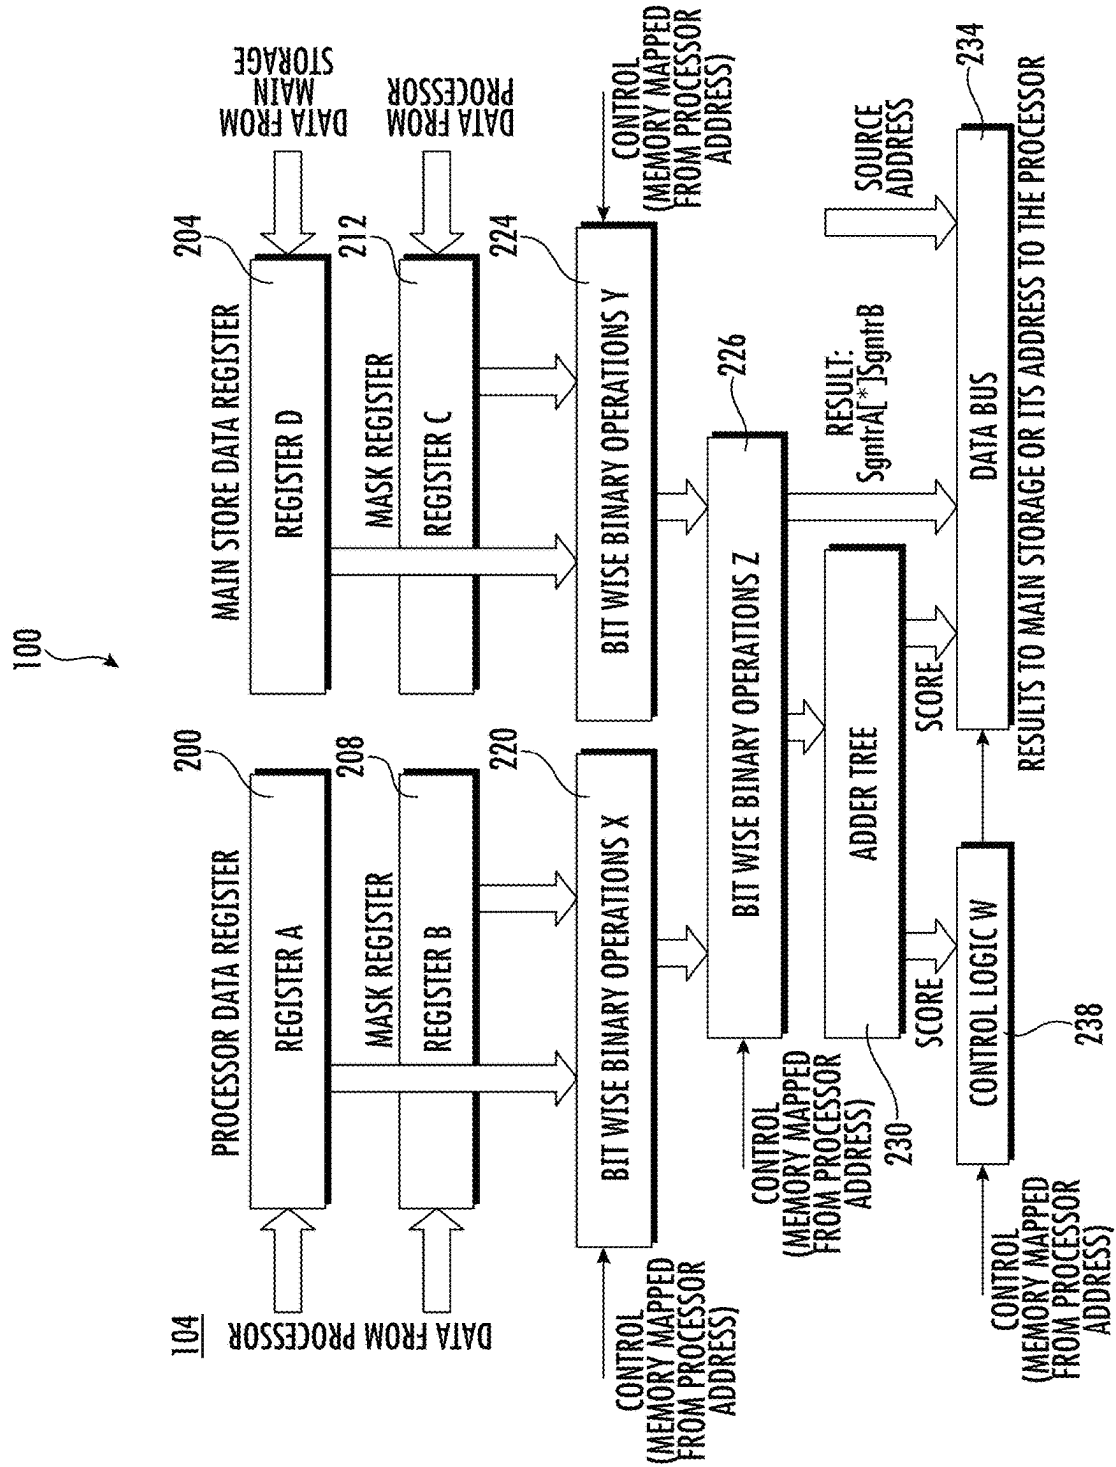 100
104
DATA FROM PROCESSOR
PROCESSOR DATA REGISTER
200
REGISTER A
MASK REGISTER
208
REGISTER B
MAIN STORE DATA REGISTER
204
REGISTER D
DATA FROM
MAIN
STORAGE
MASK REGISTER
212
REGISTER C
DATA FROM
PROCESSOR
220
BIT WISE BINARY OPERATIONS X
CONTROL
(MEMORY MAPPED
FROM PROCESSOR
ADDRESS)
224
BIT WISE BINARY OPERATIONS Y
CONTROL
(MEMORY MAPPED
FROM PROCESSOR
ADDRESS)
226
BIT WISE BINARY OPERATIONS Z
CONTROL
(MEMORY MAPPED
FROM PROCESSOR
ADDRESS)
ADDER TREE
230
RESULT:
SgntrA[*]SgntrB
SOURCE
ADDRESS
SCORE
SCORE
234
CONTROL LOGIC W
238
DATA BUS
CONTROL
(MEMORY MAPPED
FROM PROCESSOR
ADDRESS)
RESULTS TO MAIN STORAGE OR ITS ADDRESS TO THE PROCESSOR